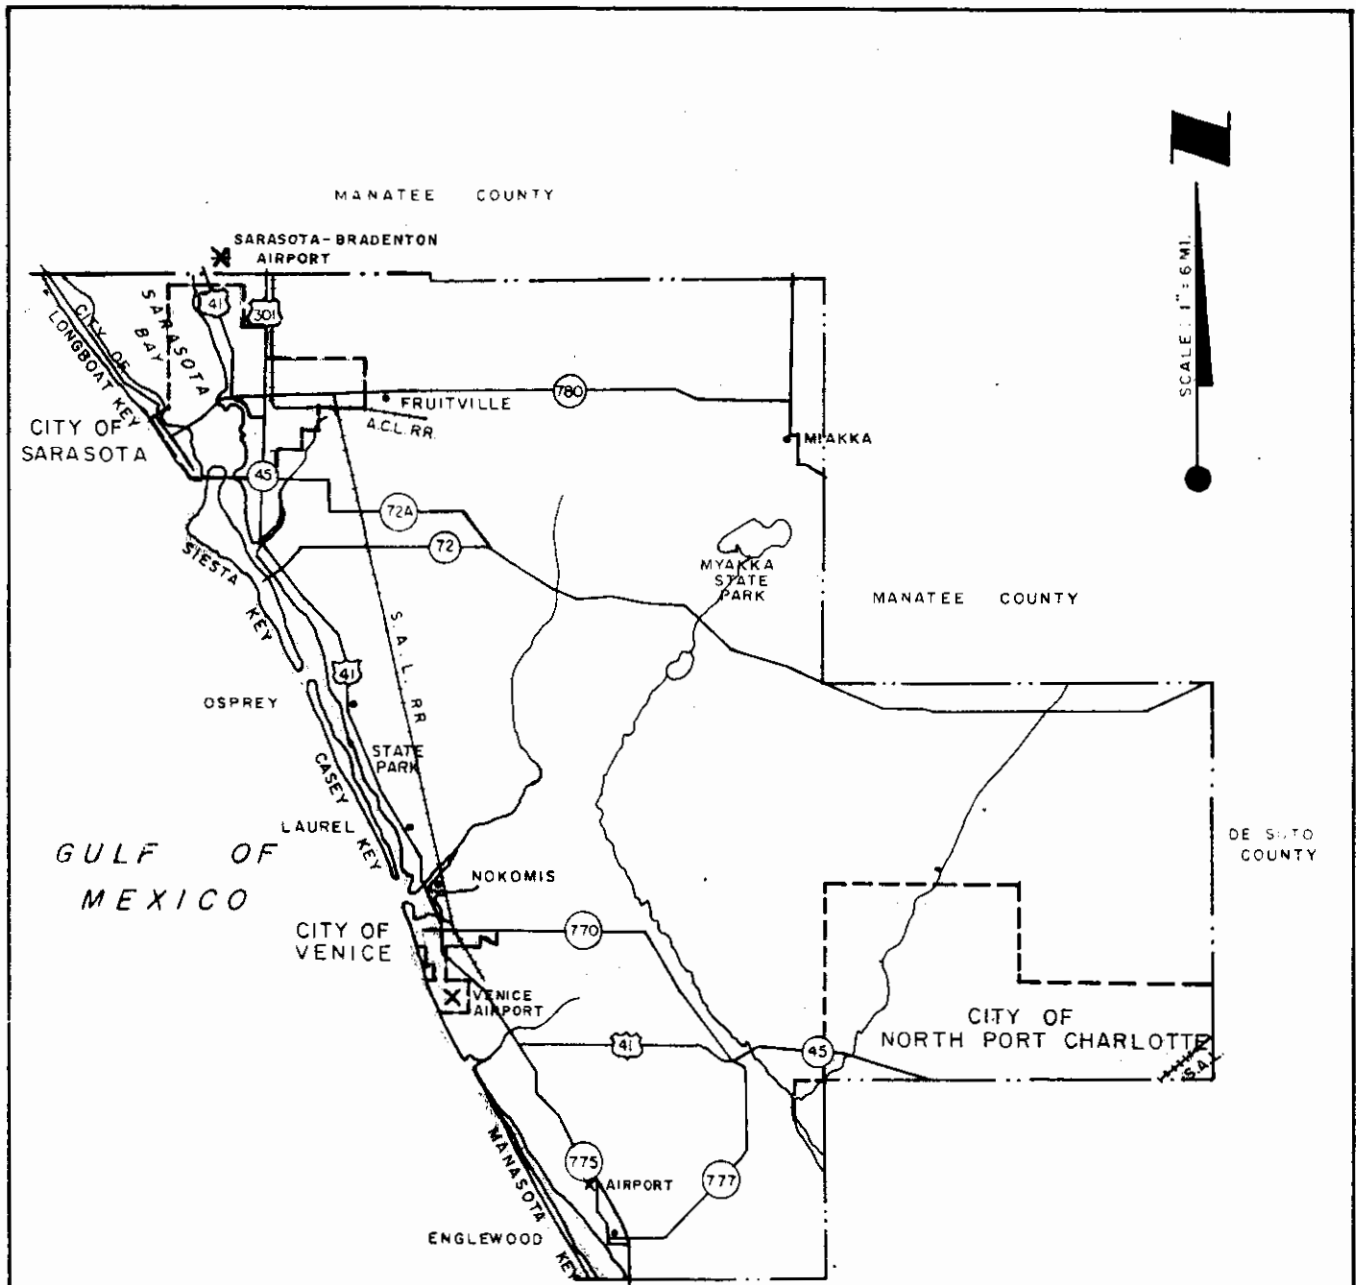 N
SCALE: 1" = 6 MI.
MANATEE COUNTY
SARASOTA-BRADENTON
AIRPORT
41
301
SARASOTA
BAY
CITY OF
LONGBOAT KEY
780
FRUITVILLE
A.C.L. RR.
CITY OF
SARASOTA
MIAKKA
45
72A
72
SIESTA
KEY
MYAKKA
STATE
PARK
MANATEE COUNTY
S. A. L. RR
41
OSPREY
STATE
PARK
CASEY
KEY
LAUREL
GULF OF
MEXICO
DE SOTO
COUNTY
NOKOMIS
CITY OF
VENICE
770
VENICE
AIRPORT
CITY OF
NORTH PORT CHARLOTTE
41
45
S.A.L.
MANASOTA
KEY
775
AIRPORT
777
ENGLEWOOD